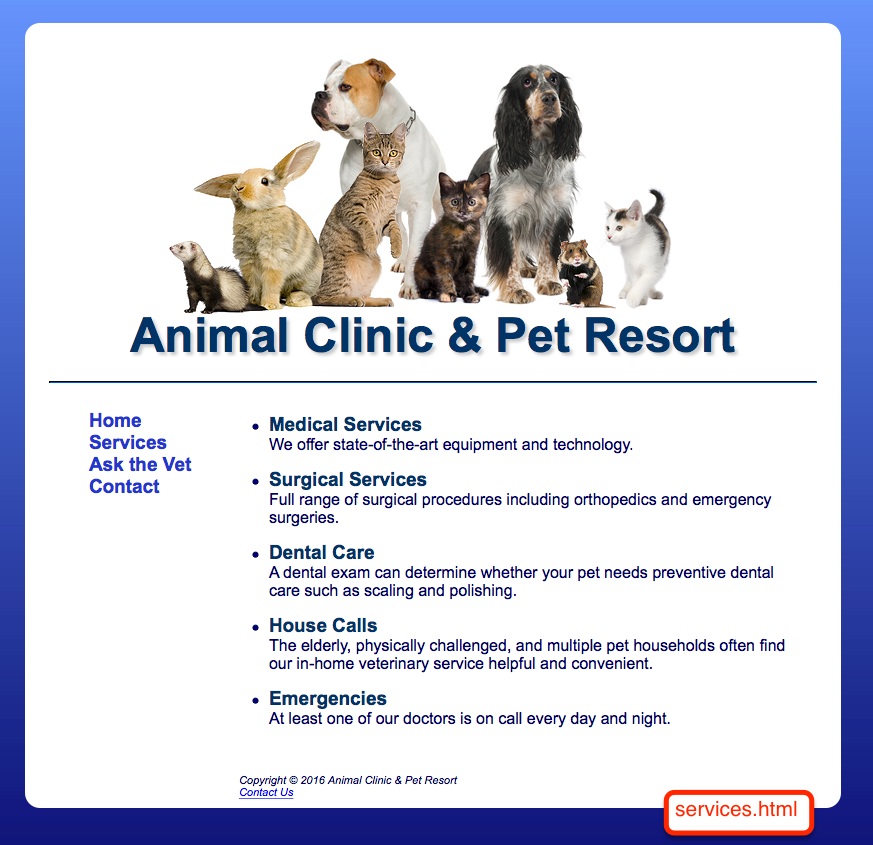 Animal Clinic & Pet Resort
Home
Services
Ask the Vet
Contact
Medical Services
We offer state-of-the-art equipment and technology.
Surgical Services
Full range of surgical procedures including orthopedics and emergency
surgeries.
Dental Care
A dental exam can determine whether your pet needs preventive dental
care such as scaling and polishing.
House Calls
The elderly, physically challenged, and multiple pet households often find
our in-home veterinary service helpful and convenient.
Emergencies
At least one of our doctors is on call every day and night.
Copyright © 2016 Animal Clinic & Pet Resort
Contact Us
services.html